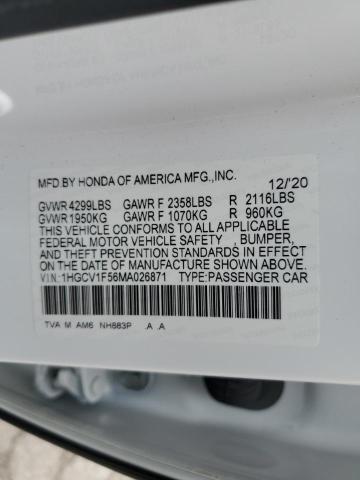 MFD.BY HONDA OF AMERICA MFG.,INC. 12/'20
GVWR 4299LBS GAWR F 2358LBS R 2116LBS
GVWR 1950KG GAWR F 1070KG R 960KG
THIS VEHICLE CONFORMS TO ALL APPLICABLE
FEDERAL MOTOR VEHICLE SAFETY , BUMPER,
AND THEFT PREVENTION STANDARDS IN EFFECT
ON THE DATE OF MANUFACTURE SHOWN ABOVE.
VIN:1HGCV1F56MA026871 TYPE:PASSENGER CAR
TVA M AM6 NH883P .A .A